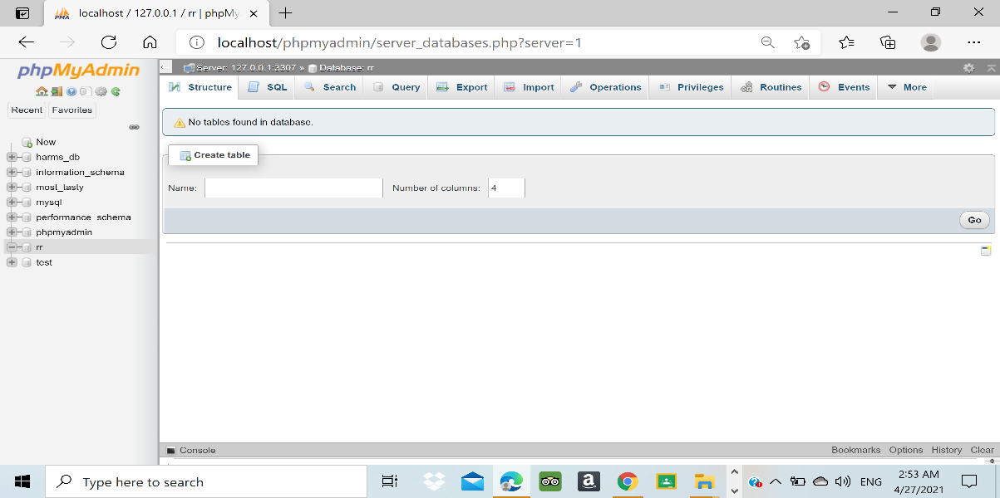 localhost / 127.0.0.1 / rr | phpMy
localhost/phpmyadmin/server_databases.php?server=1
phpMyAdmin
Recent Favorites
New
harms_db
information_schema
most_tasty
mysql
performance_schema
phpmyadmin
rr
test
Server: 127.0.0.1:3307 » Database: rr
Structure SQL Search Query Export Import Operations Privileges Routines Events More
No tables found in database.
Create table
Name: Number of columns: 4
Go
Console Bookmarks Options History Clear
Type here to search
ENG
2:53 AM
4/27/2021